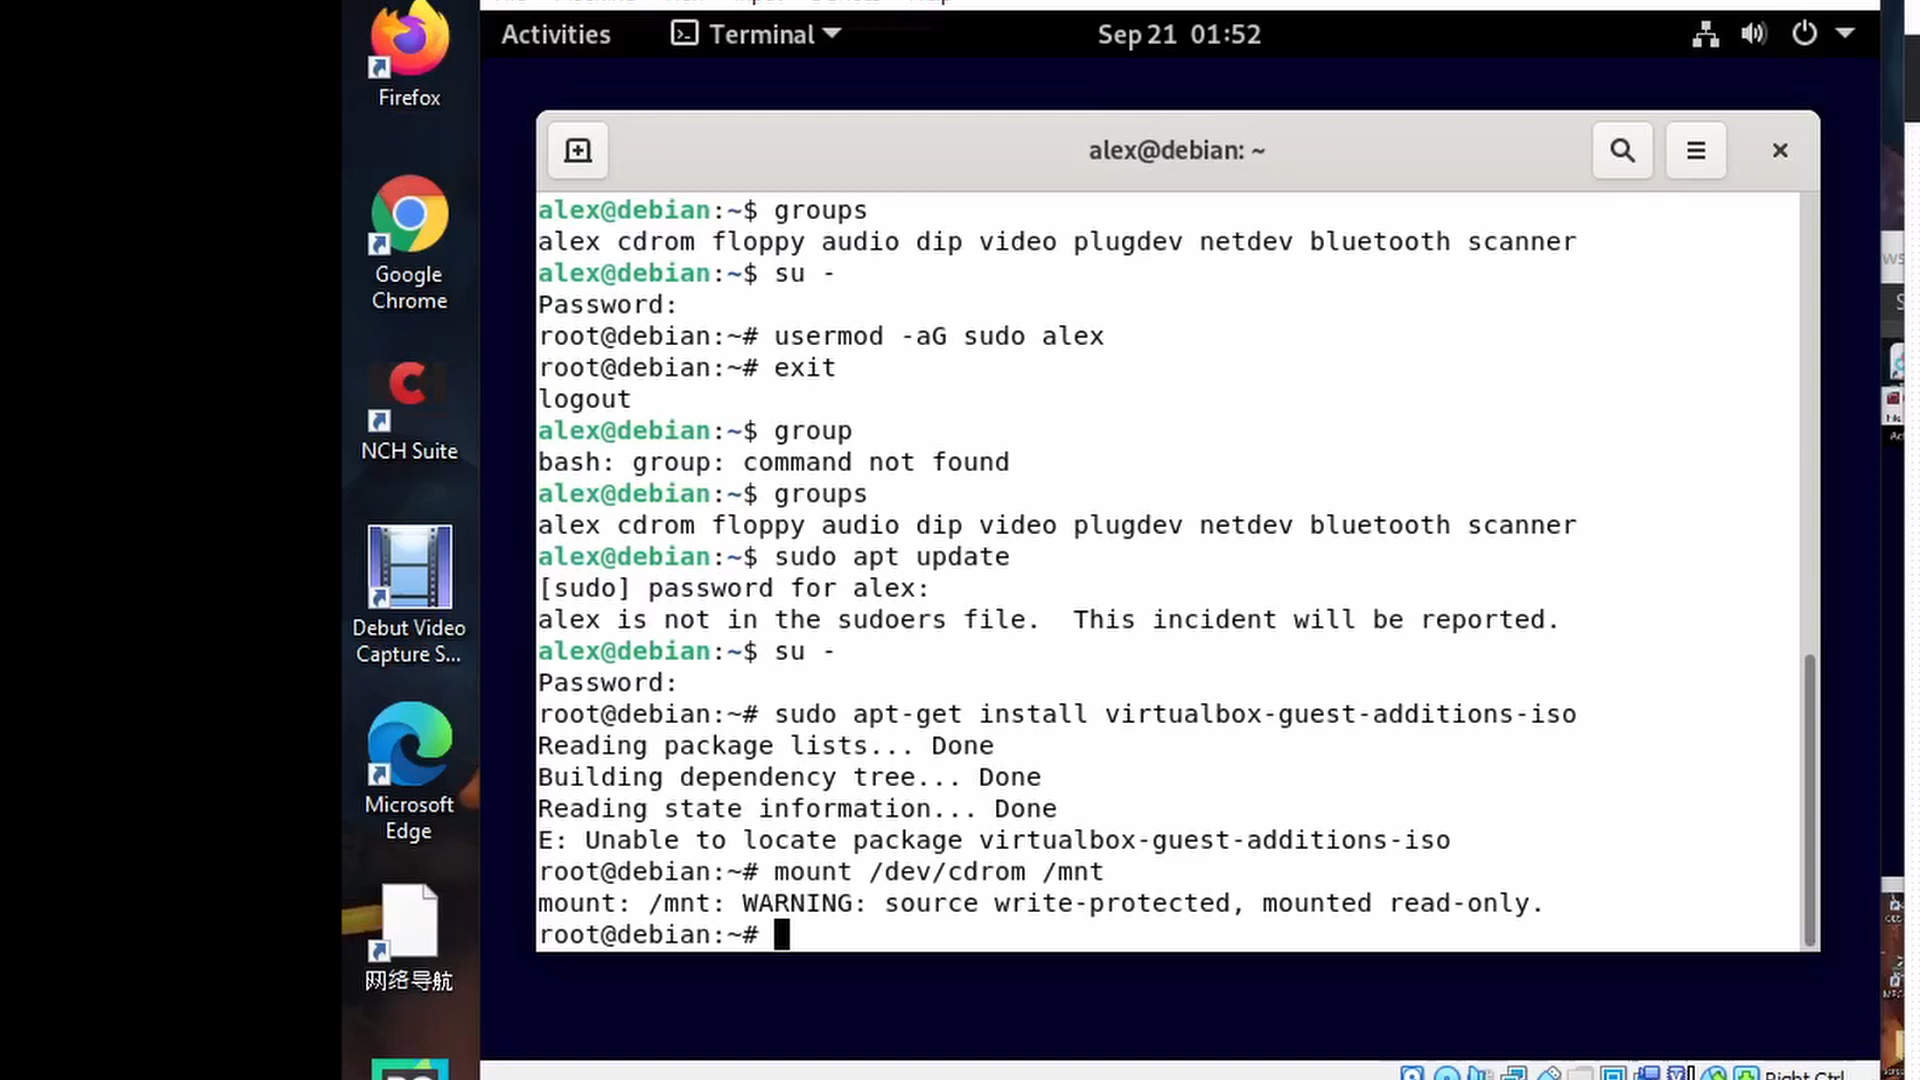 Activities
Terminal
Sep 21 01:52
Firefox
Google
Chrome
NCH Suite
Debut Video
Capture S...
Microsoft
Edge
网络导航
alex@debian: ~
alex@debian:~$ groups
alex cdrom floppy audio dip video plugdev netdev bluetooth scanner
alex@debian:~$ su -
Password:
root@debian:~# usermod -aG sudo alex
root@debian:~# exit
logout
alex@debian:~$ group
bash: group: command not found
alex@debian:~$ groups
alex cdrom floppy audio dip video plugdev netdev bluetooth scanner
alex@debian:~$ sudo apt update
[sudo] password for alex:
alex is not in the sudoers file.  This incident will be reported.
alex@debian:~$ su -
Password:
root@debian:~# sudo apt-get install virtualbox-guest-additions-iso
Reading package lists... Done
Building dependency tree... Done
Reading state information... Done
E: Unable to locate package virtualbox-guest-additions-iso
root@debian:~# mount /dev/cdrom /mnt
mount: /mnt: WARNING: source write-protected, mounted read-only.
root@debian:~#
Right Ctrl